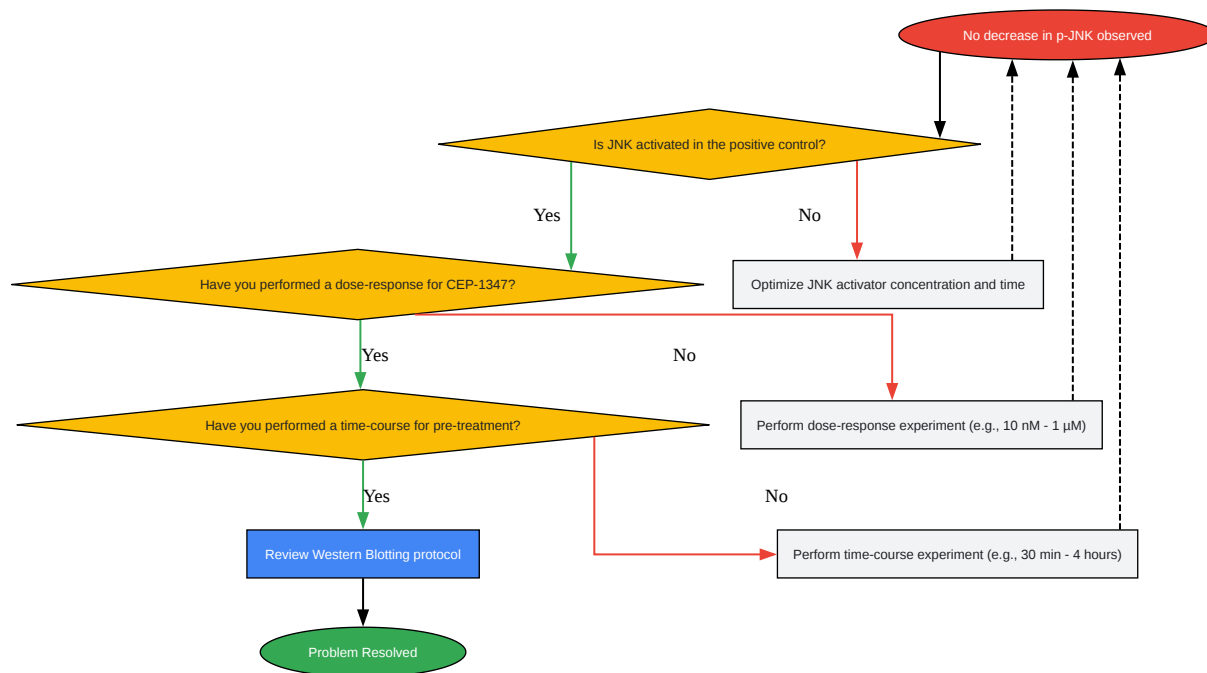 No decrease in p-JNK observed
Is JNK activated in the positive control?
Yes
No
Have you performed a dose-response for CEP-1347?
Optimize JNK activator concentration and time
Yes
No
Have you performed a time-course for pre-treatment?
Perform dose-response experiment (e.g., 10 nM - 1 µM)
Yes
No
Review Western Blotting protocol
Perform time-course experiment (e.g., 30 min - 4 hours)
Problem Resolved